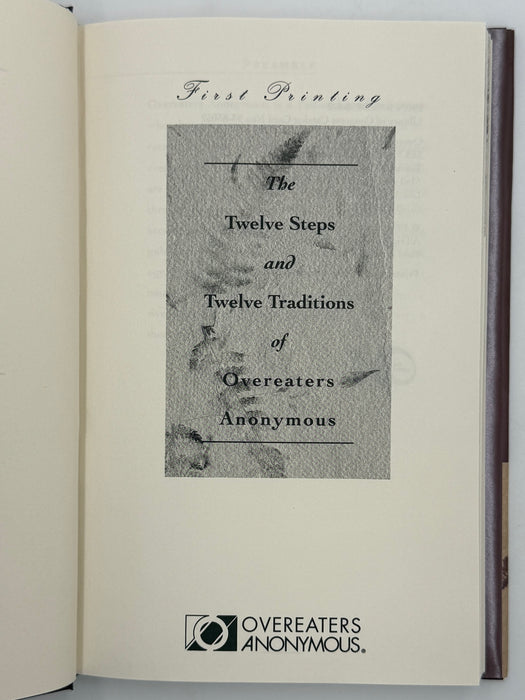 First Printing
The
Twelve Steps
and
Twelve Traditions
of
Overeaters
Anonymous
OVEREATERS
ANONYMOUS®